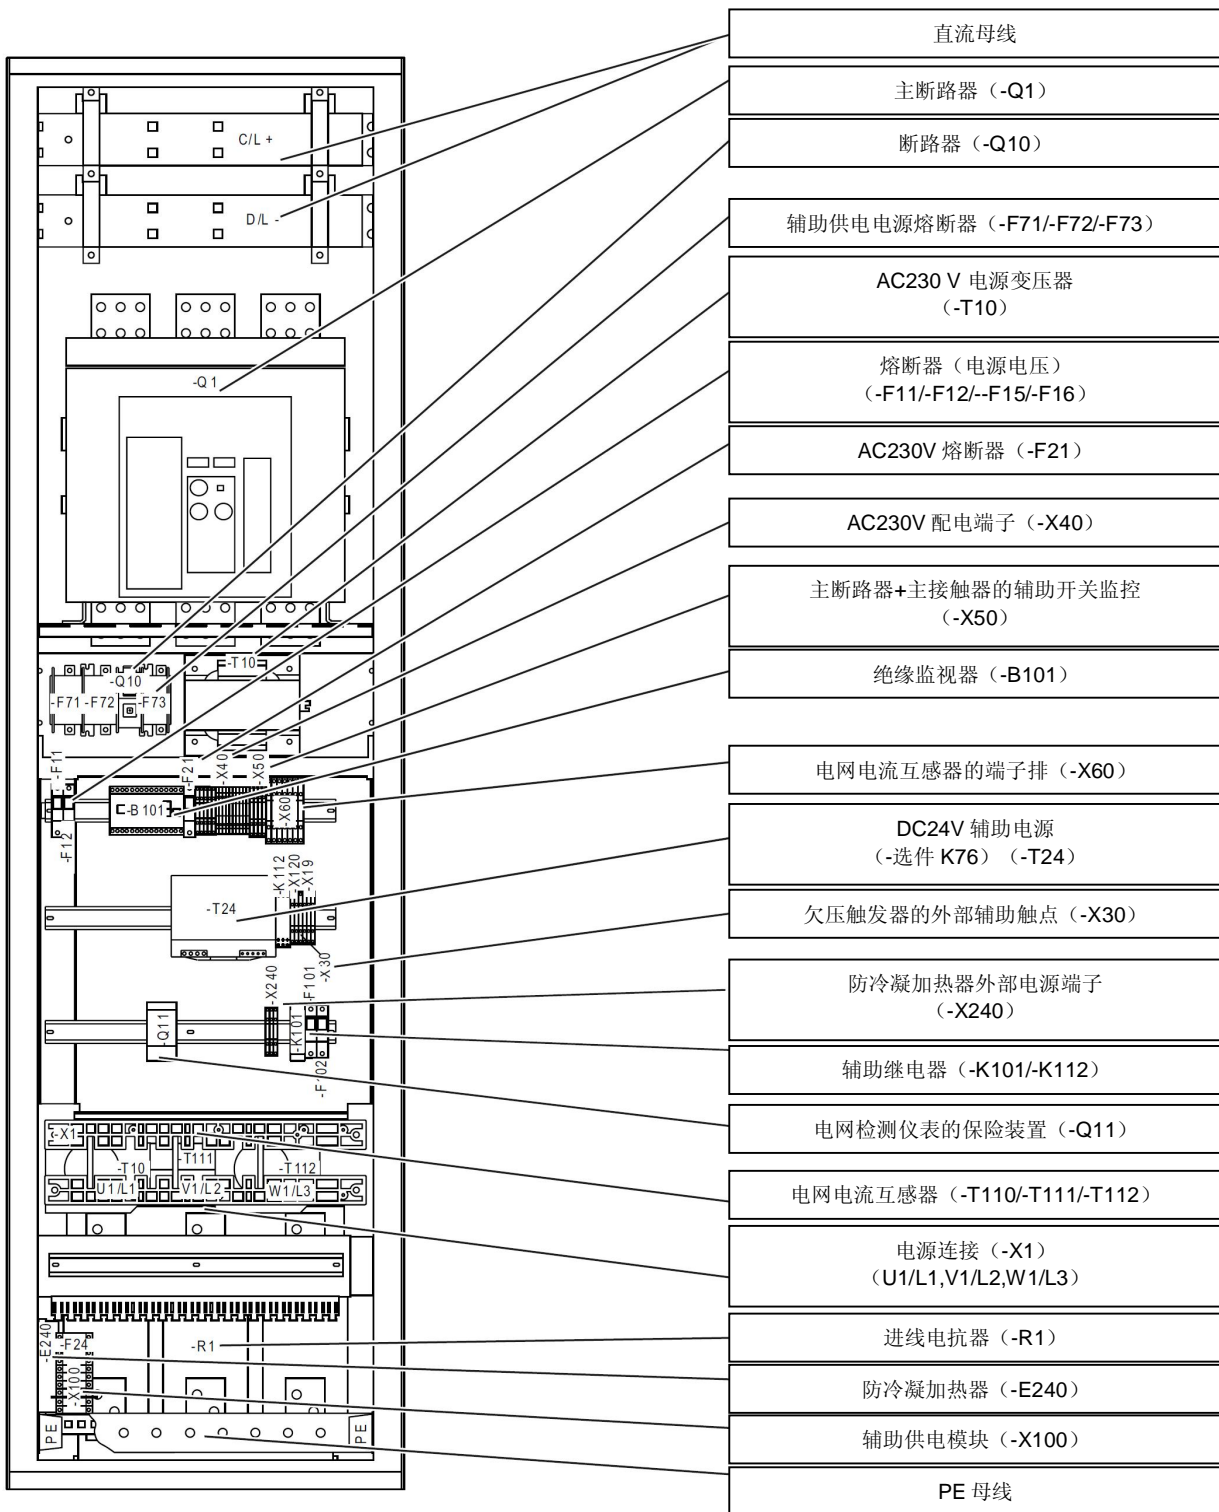 直流母线
主断路器（-Q1）
断路器（-Q10）
辅助供电电源熔断器（-F71/-F72/-F73）
AC230 V 电源变压器
（-T10）
熔断器（电源电压）
（-F11/-F12/--F15/-F16）
AC230V 熔断器（-F21）
AC230V 配电端子（-X40）
主断路器+主接触器的辅助开关监控
（-X50）
绝缘监视器（-B101）
电网电流互感器的端子排（-X60）
DC24V 辅助电源
（-选件 K76）（-T24）
欠压触发器的外部辅助触点（-X30）
防冷凝加热器外部电源端子
（-X240）
辅助继电器（-K101/-K112）
电网检测仪表的保险装置（-Q11）
电网电流互感器（-T110/-T111/-T112）
电源连接（-X1）
（U1/L1,V1/L2,W1/L3）
进线电抗器（-R1）
防冷凝加热器（-E240）
辅助供电模块（-X100）
PE 母线
C/L +
D/L -
-Q1
-T10
-Q10
-F71
-F72
-F73
-F11
-F21
-X40
-X50
-B101
-X60
-F12
-K112
-X120
-X19
-T24
-X30
-X240
-F101
-Q11
-K101
-F102
-X1
-T10
-T111
-T112
U1/L1
V1/L2
W1/L3
-E240
-F24
-R1
-X100
PE
PE